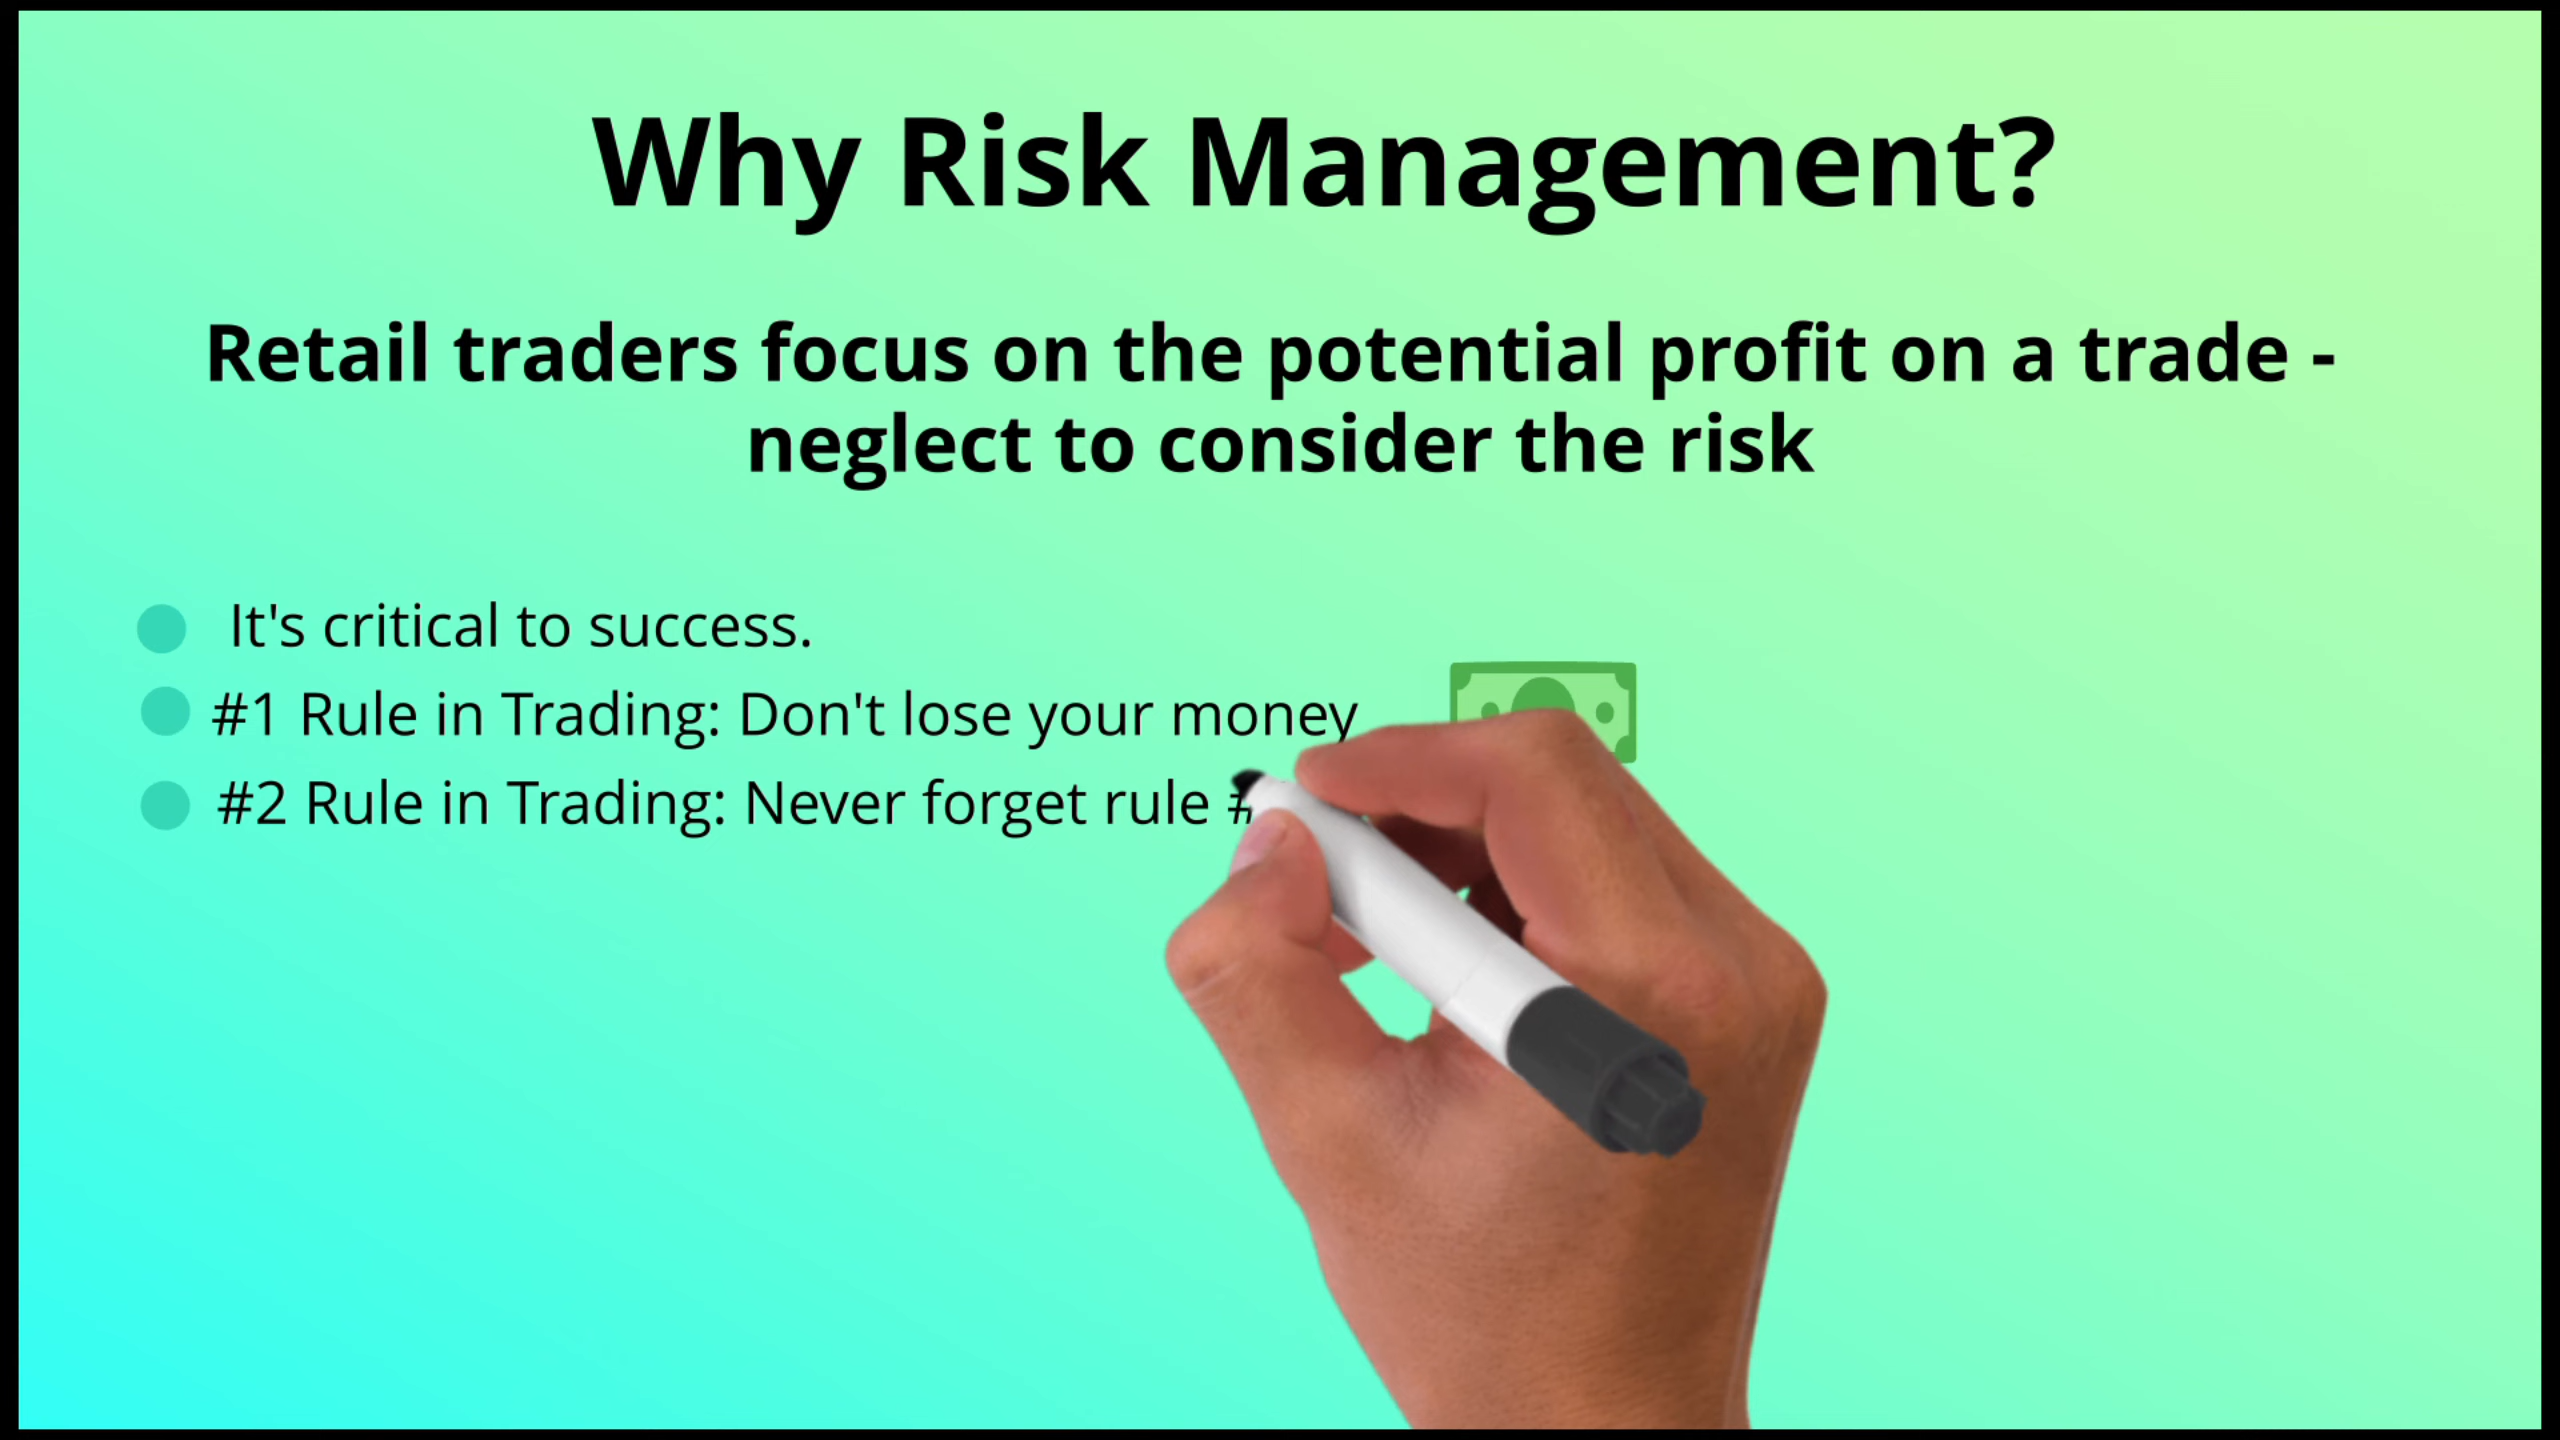 Why Risk Management?
Retail traders focus on the potential profit on a trade -
neglect to consider the risk
It's critical to success.
#1 Rule in Trading: Don't lose your money
#2 Rule in Trading: Never forget rule #